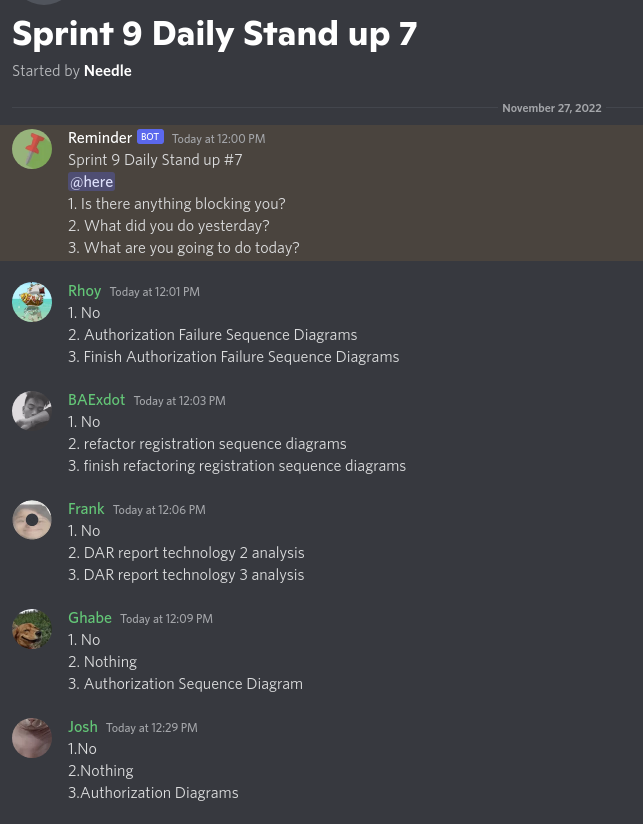 Sprint 9 Daily Stand up 7
Started by Needle
November 27, 2022
Reminder BOT Today at 12:00 PM
Sprint 9 Daily Stand up #7
@here
1. Is there anything blocking you?
2. What did you do yesterday?
3. What are you going to do today?
Rhoy Today at 12:01 PM
1. No
2. Authorization Failure Sequence Diagrams
3. Finish Authorization Failure Sequence Diagrams
BAExdot Today at 12:03 PM
1. No
2. refactor registration sequence diagrams
3. finish refactoring registration sequence diagrams
Frank Today at 12:06 PM
1. No
2. DAR report technology 2 analysis
3. DAR report technology 3 analysis
Ghabe Today at 12:09 PM
1. No
2. Nothing
3. Authorization Sequence Diagram
Josh Today at 12:29 PM
1.No
2.Nothing
3.Authorization Diagrams